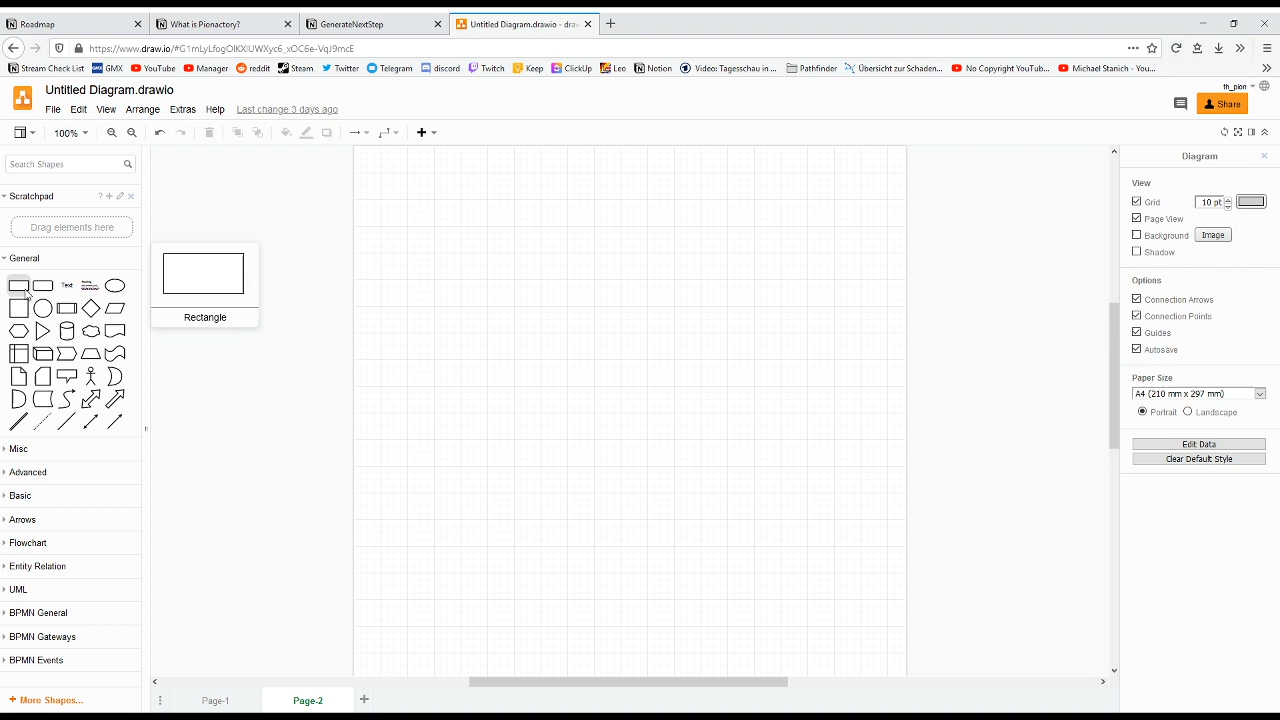 Roadmap
What is Pionactory?
GenerateNextStep
Untitled Diagram.drawio - draw
https://www.draw.io/#G1mLyLfogOIKXIUWXyc6_xOC6e-VqJ9mcE
Stream Check List
GMX
YouTube
Manager
reddit
Steam
Twitter
Telegram
discord
Twitch
Keep
ClickUp
Lo
Notion
Video: Tagesschau in ...
Pathfinder
Übersicht zu Schaden...
No Copyright YouTub...
Michael Stanich - You...
Untitled Diagram.drawio
th_pion
File Edit View Arrange Extras Help Last change 3 days ago
Share
100%
Search Shapes
Diagram
View
Scratchpad
?
Grid 10 pt
Page View
Drag elements here
Background Image
Shadow
General
Options
Text
Connection Arrows
Connection Points
Rectangle
Guides
Autosave
Paper Size
A4 (210 mm x 297 mm)
Portrait Landscape
Edit Data
Clear Default Style
Misc
Advanced
Basic
Arrows
Flowchart
Entity Relation
UML
BPMN General
BPMN Gateways
BPMN Events
+ More Shapes...
Page-1
Page-2